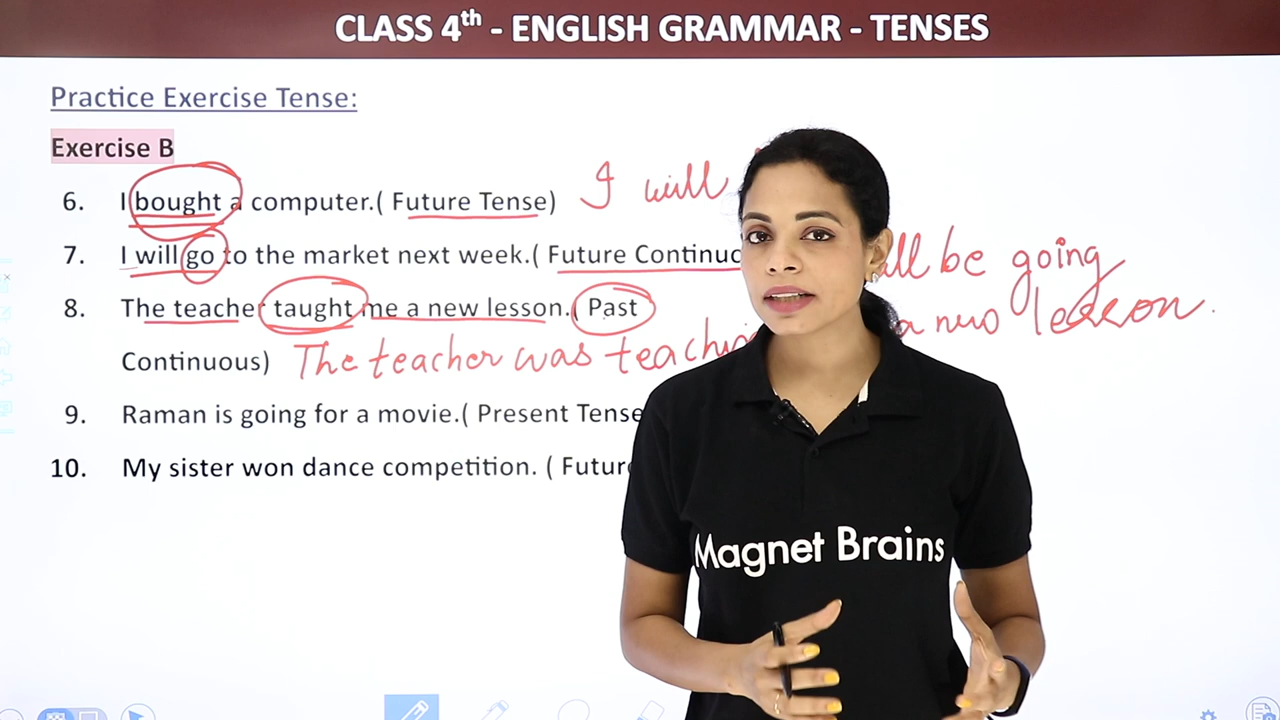 CLASS 4th - ENGLISH GRAMMAR - TENSES
Practice Exercise Tense:
Exercise B
6. I bought a computer.( Future Tense) I will
7. I will go to the market next week.( Future Continuo be going
8. The teacher taught me a new lesson.( Past
Continuous) The teacher was a new lesson.
9. Raman is going for a movie.( Present Tense
10. My sister won dance competition. ( Futur
Magnet Brains